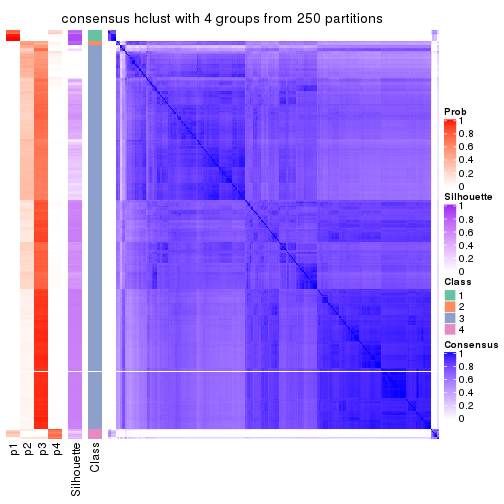 consensus hclust with 4 groups from 250 partitions
Prob
1
0.8
0.6
0.4
0.2
0
Silhouette
1
0.8
0.6
0.4
0.2
0
Class
1
2
3
4
Consensus
1
0.8
0.6
0.4
0.2
0
p1
p2
p3
p4
Silhouette
Class